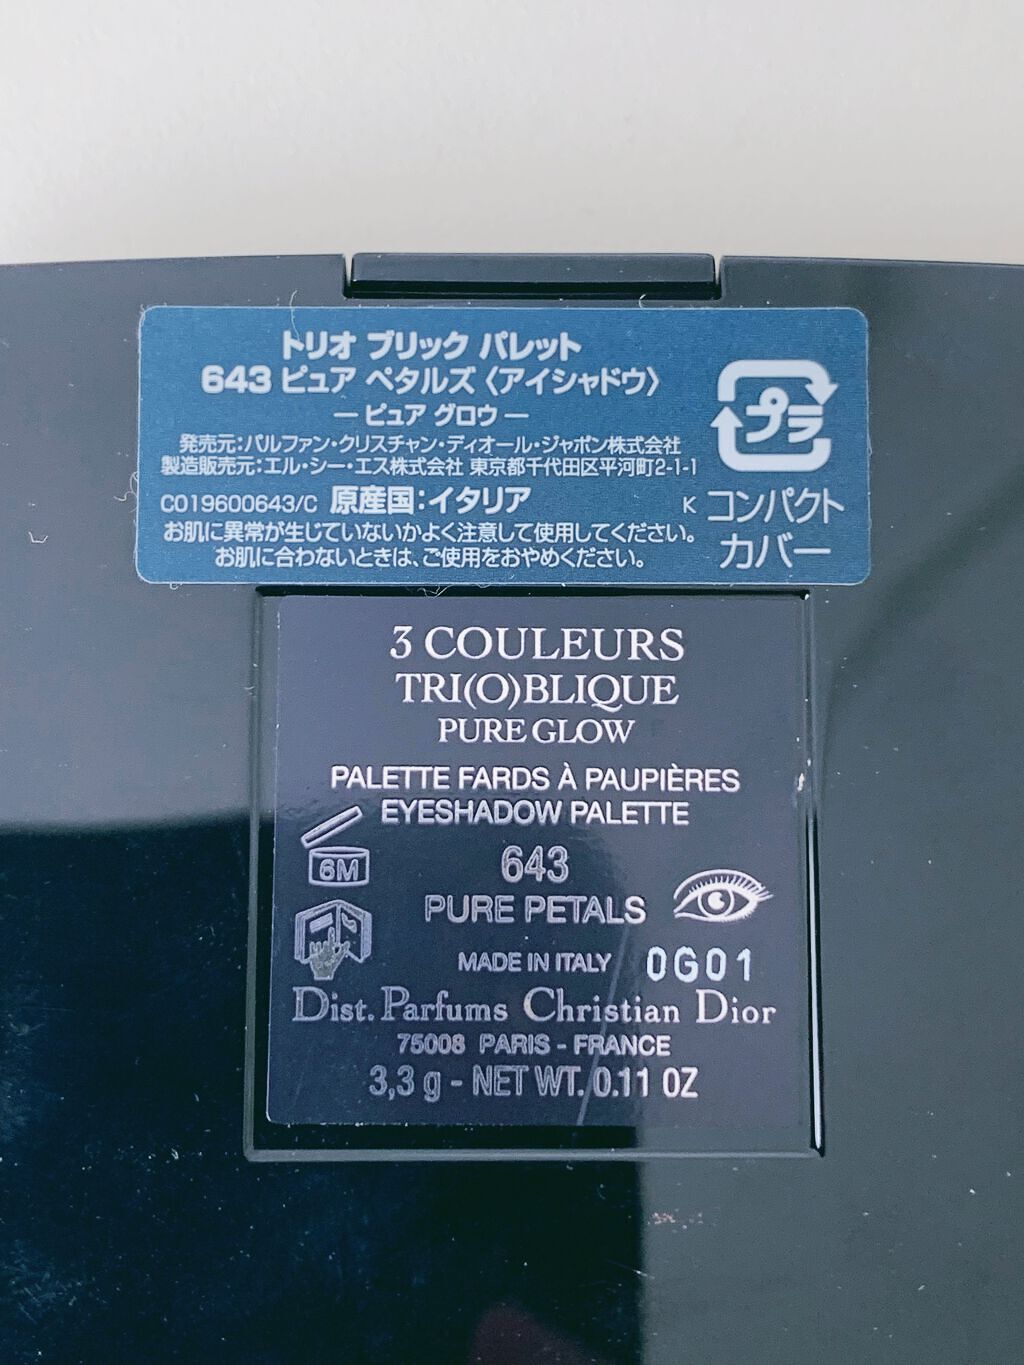 トリオ ブリック パレット
643 ピュア ペタルズ〈アイシャドウ〉
― ピュア グロウ ―
発売元：パルファン・クリスチャン・ディオール・ジャポン株式会社
製造販売元：エル・シー・エス株式会社 東京都千代田区平河町2-1-1
C019600643/C 原産国：イタリア
お肌に異常が生じていないかよく注意して使用してください。
お肌に合わないときは、ご使用をおやめください。
プラ
K コンパクト
カバー
3 COULEURS
TRI(O)BLIQUE
PURE GLOW
PALETTE FARDS À PAUPIÈRES
EYESHADOW PALETTE
6M
643
PURE PETALS
MADE IN ITALY 0G01
Dist. Parfums Christian Dior
75008 PARIS - FRANCE
3,3 g - NET WT. 0.11 OZ